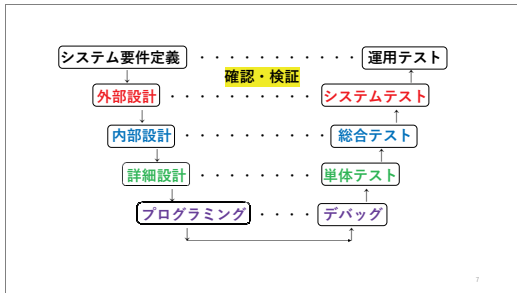 システム要件定義 ・・・・・・・・・・・ 運用テスト
確認・検証
外部設計 ・・・・・・・・・・ システムテスト
内部設計 ・・・・・・・・・・ 総合テスト
詳細設計 ・・・・・・・・ 単体テスト
プログラミング ・・・・ デバッグ
7